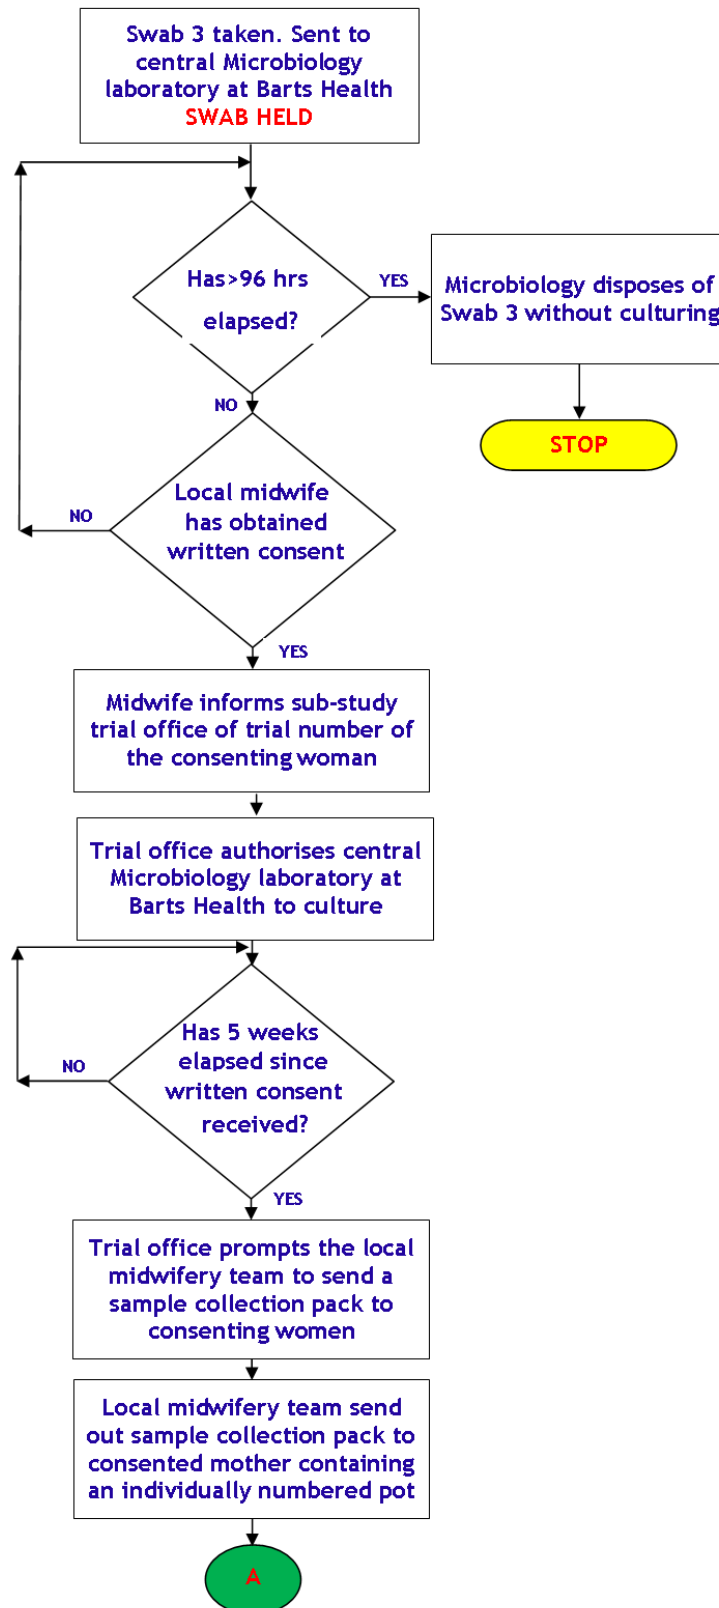 Swab 3 taken. Sent to
central Microbiology
laboratory at Barts Health
SWAB HELD
Has>96 hrs
elapsed?
YES
Microbiology disposes of
Swab 3 without culturing
STOP
NO
Local midwife
has obtained
written consent
NO
YES
Midwife informs sub-study
trial office of trial number of
the consenting woman
Trial office authorises central
Microbiology laboratory at
Barts Health to culture
Has 5 weeks
elapsed since
written consent
received?
NO
YES
Trial office prompts the local
midwifery team to send a
sample collection pack to
consenting women
Local midwifery team send
out sample collection pack to
consented mother containing
an individually numbered pot
A